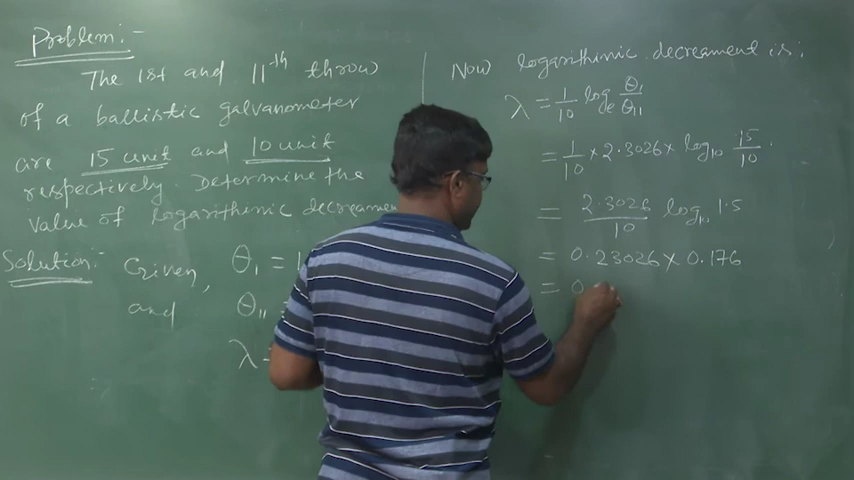 Problem:-
The 1st and 11th throw
of a ballistic galvanometer
are 15 unit and 10 unit
respectively. Determine the
value of logarithmic decreamen
Solution:- Given, θ₁ = 1
and θ₁₁ =
λ =
Now logarithmic decreament is:
λ = 1/10 logₑ θ₁/θ₁₁
= 1/10 × 2.3026 × log₁₀ 15/10 .
= 2.3026/10 log₁₀ 1.5
= 0.23026 × 0.176
= 0